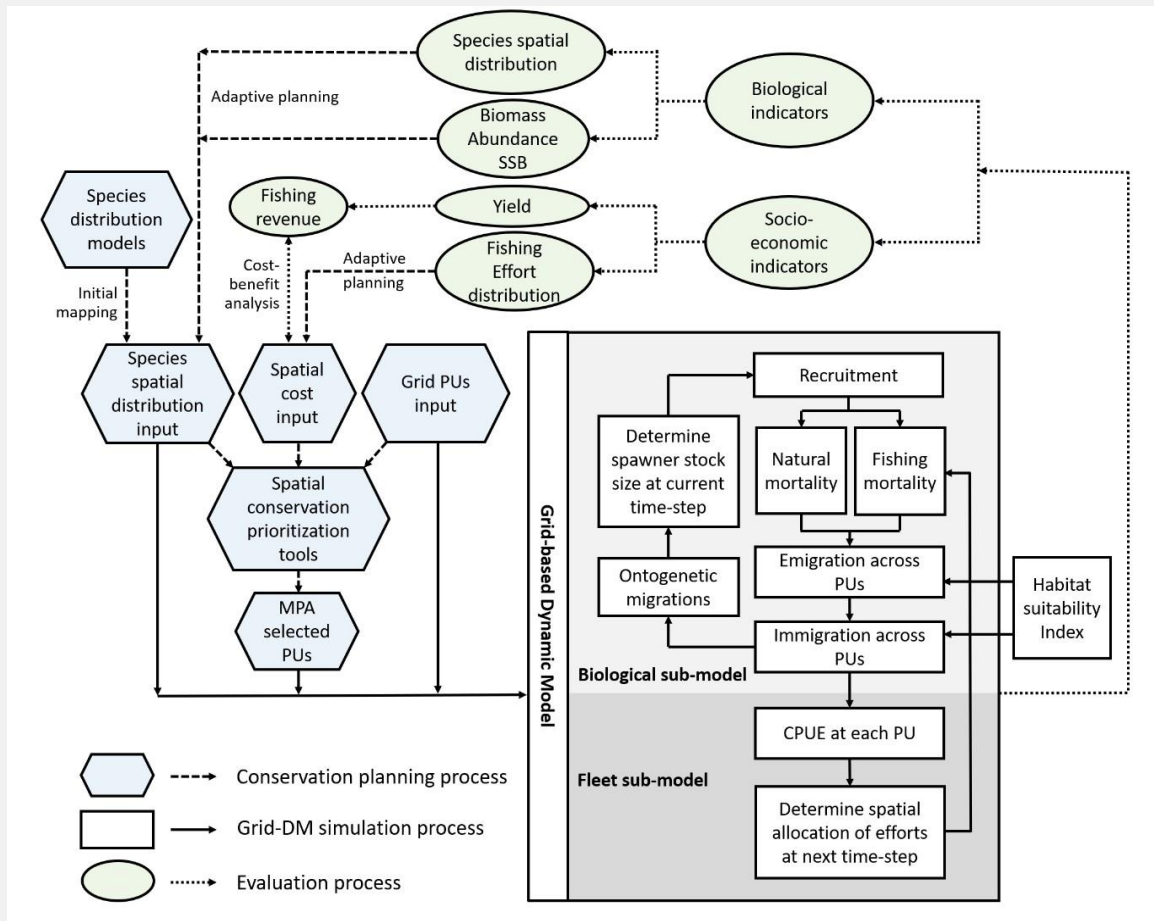 Species spatial
distribution
Biological
indicators
Adaptive planning
Biomass
Abundance
SSB
Species
distribution
models
Fishing
revenue
Yield
Socio-
economic
indicators
Cost-
benefit
analysis
Adaptive
planning
Fishing
Effort
distribution
Initial
mapping
Species
spatial
distribution
input
Spatial
cost
input
Grid PUs
input
Spatial
conservation
prioritization
tools
MPA
selected
PUs
Grid-based Dynamic Model
Recruitment
Determine
spawner stock
size at current
time-step
Natural
mortality
Fishing
mortality
Emigration across
PUs
Ontogenetic
migrations
Habitat
suitability
Index
Immigration across
PUs
Biological sub-model
CPUE at each PU
Fleet sub-model
Determine spatial
allocation of efforts
at next time-step
Conservation planning process
Grid-DM simulation process
Evaluation process